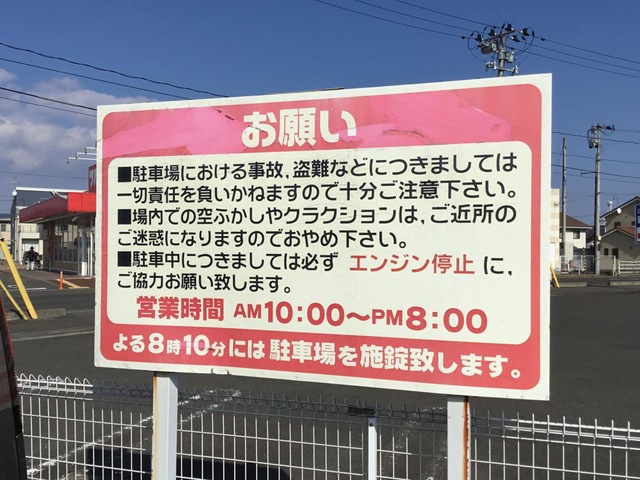 お願い
■駐車場における事故,盗難などにつきましては
一切責任を負いかねますので十分ご注意下さい。
■場内での空ぶかしやクラクションは,ご近所の
ご迷惑になりますのでおやめ下さい。
■駐車中につきましては必ず エンジン停止 に,
ご協力お願い致します。
営業時間 AM10:00〜PM8:00
よる8時10分には駐車場を施錠致します。